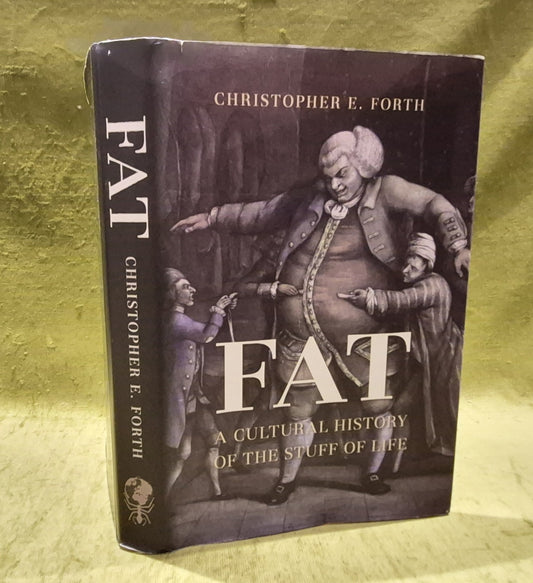 FAT
CHRISTOPHER E. FORTH
CHRISTOPHER E. FORTH
FAT
A CULTURAL HISTORY
OF THE STUFF OF LIFE